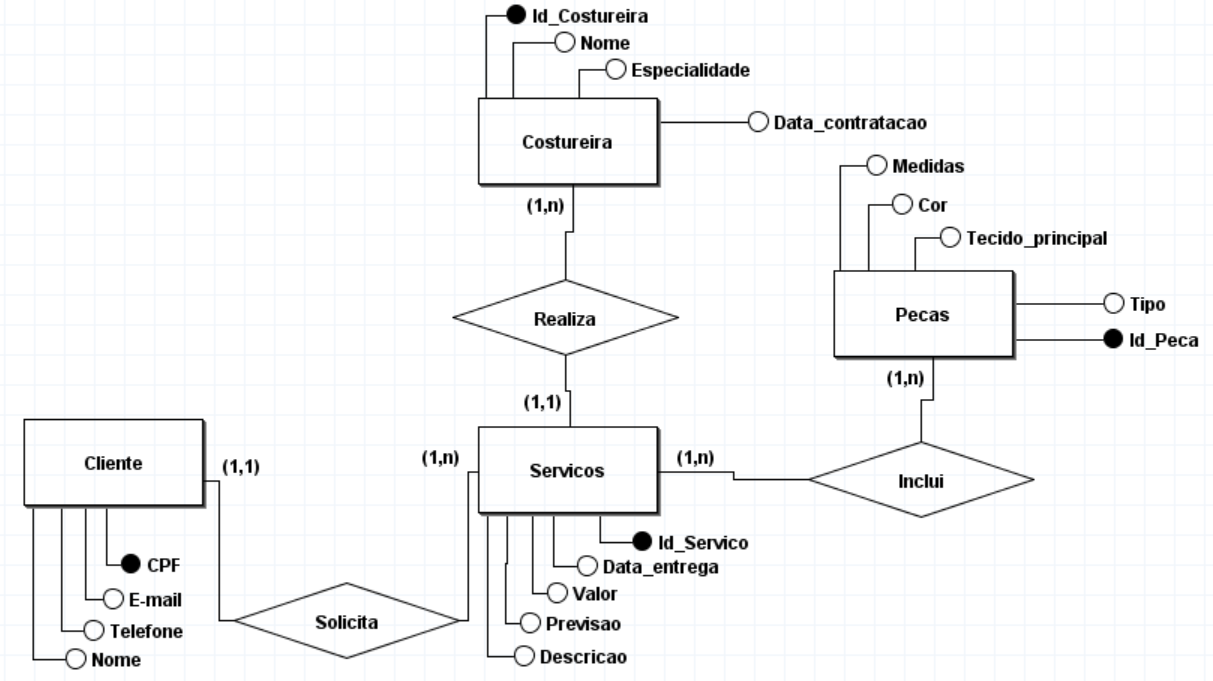 Id_Costureira
Nome
Especialidade
Data_contratacao
Costureira
(1,n)
Medidas
Cor
Tecido_principal
Tipo
Pecas
Id_Peca
(1,n)
Realiza
(1,1)
Cliente
(1,1)
(1,n)
Servicos
(1,n)
Inclui
Id_Servico
Data_entrega
Valor
Previsao
Descricao
CPF
E-mail
Telefone
Nome
Solicita